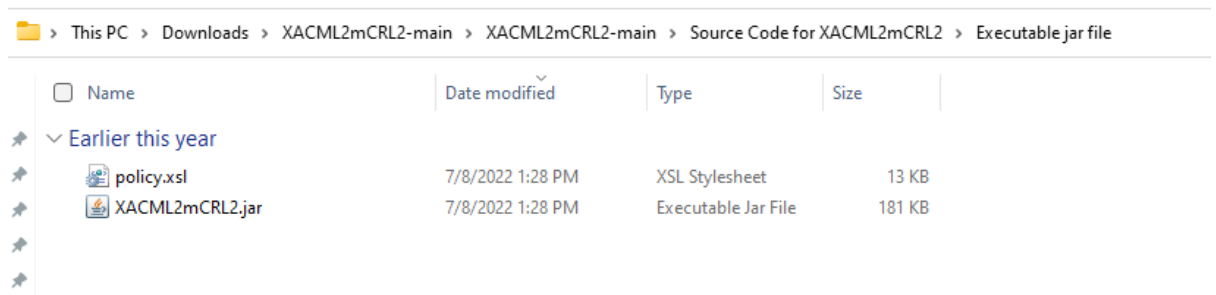 This PC > Downloads > XACML2mCRL2-main > XACML2mCRL2-main > Source Code for XACML2mCRL2 > Executable jar file
Name Date modified Type Size
Earlier this year
policy.xsl 7/8/2022 1:28 PM XSL Stylesheet 13 KB
XACML2mCRL2.jar 7/8/2022 1:28 PM Executable Jar File 181 KB